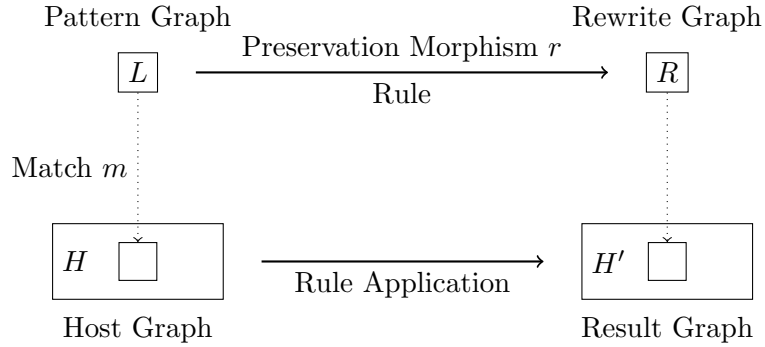 Pattern Graph
Rewrite Graph
Preservation Morphism r
L
R
Rule
Match m
H
H′
Rule Application
Host Graph
Result Graph